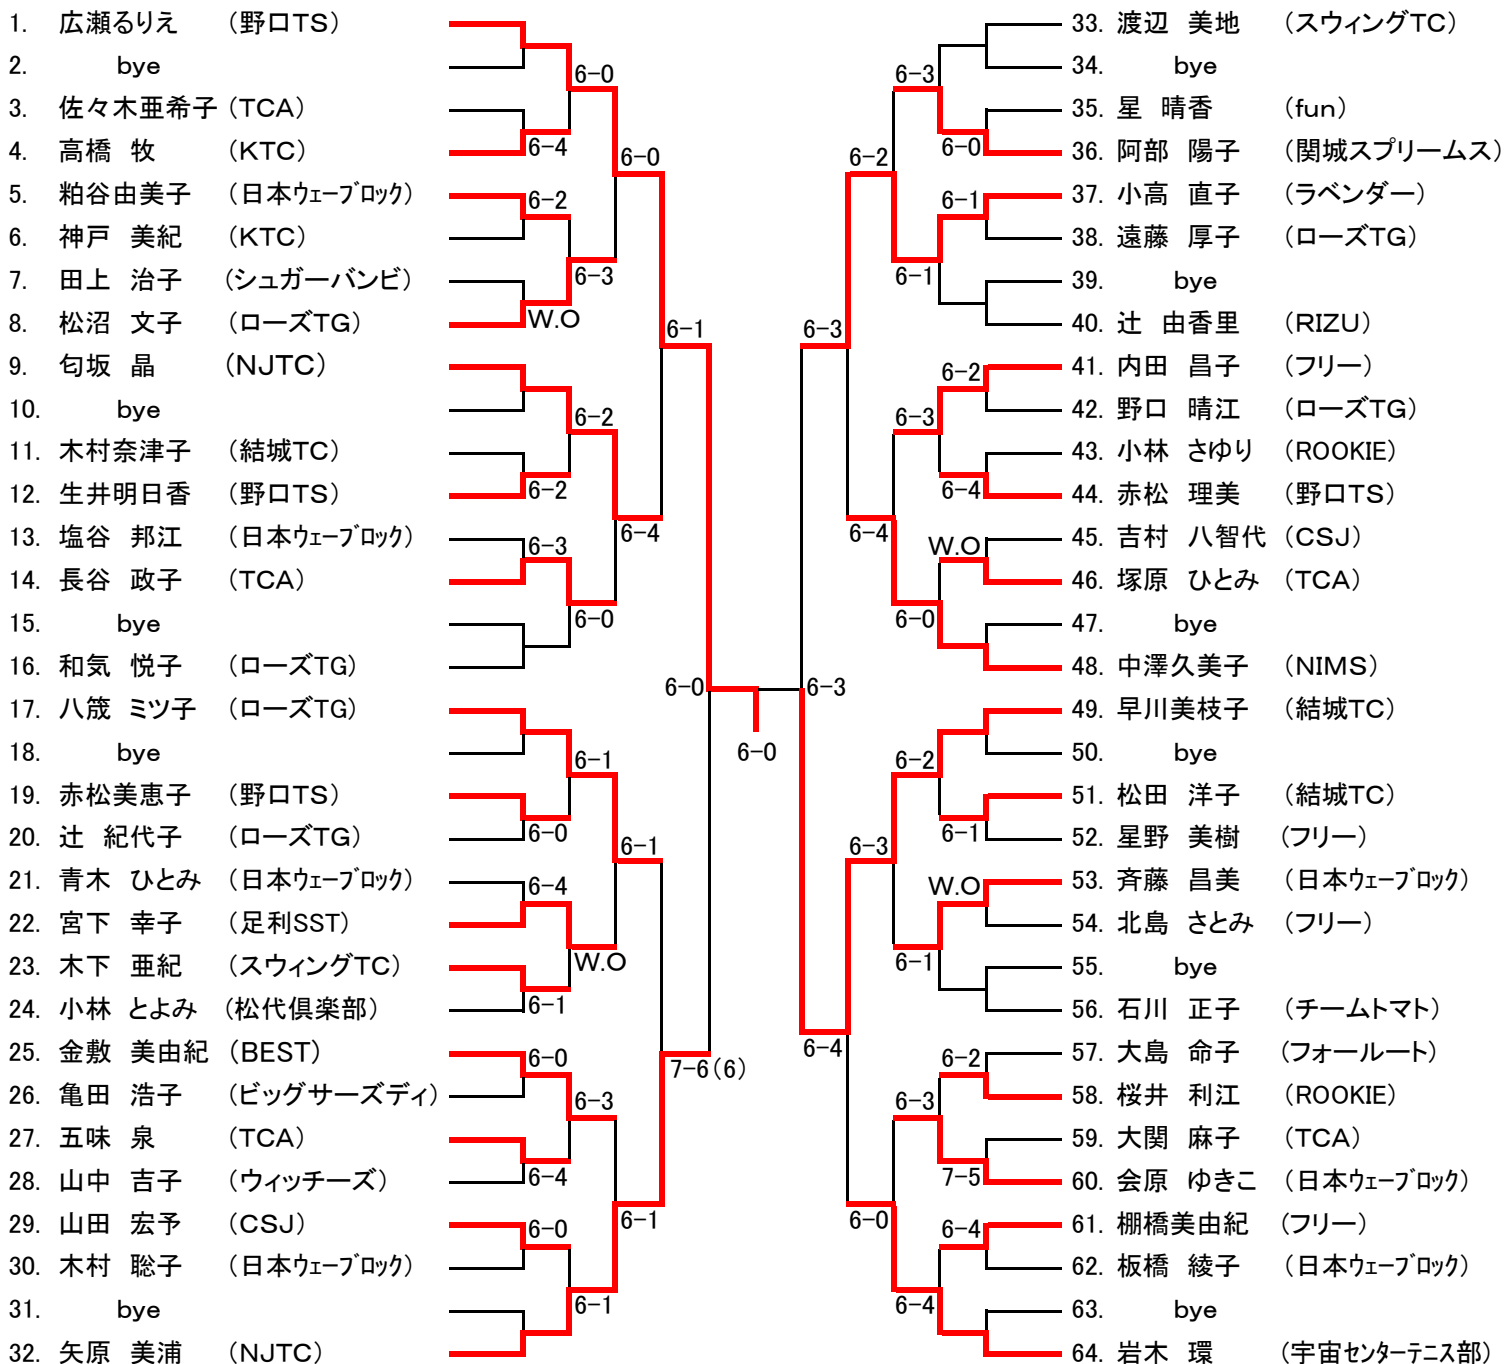 1. 広瀬るりえ (野口TS)
2. bye
3. 佐々木亜希子 (TCA)
4. 高橋 牧 (KTC)
5. 粕谷由美子 (日本ウェーブロック)
6. 神戸 美紀 (KTC)
7. 田上 治子 (シュガーバンビ)
8. 松沼 文子 (ローズTG)
9. 匂坂 晶 (NJTC)
10. bye
11. 木村奈津子 (結城TC)
12. 生井明日香 (野口TS)
13. 塩谷 邦江 (日本ウェーブロック)
14. 長谷 政子 (TCA)
15. bye
16. 和気 悦子 (ローズTG)
17. 八筬 ミツ子 (ローズTG)
18. bye
19. 赤松美恵子 (野口TS)
20. 辻 紀代子 (ローズTG)
21. 青木 ひとみ (日本ウェーブロック)
22. 宮下 幸子 (足利SST)
23. 木下 亜紀 (スウィングTC)
24. 小林 とよみ (松代倶楽部)
25. 金敷 美由紀 (BEST)
26. 亀田 浩子 (ビッグサーズディ)
27. 五味 泉 (TCA)
28. 山中 吉子 (ウィッチーズ)
29. 山田 宏予 (CSJ)
30. 木村 聡子 (日本ウェーブロック)
31. bye
32. 矢原 美浦 (NJTC)
6-4
6-2
W.O
6-2
6-3
6-0
6-4
6-1
6-0
6-4
6-0
6-0
6-3
6-2
6-0
6-1
W.O
6-3
6-1
6-0
6-4
6-1
6-1
6-1
7-6(6)
6-0
6-0
6-3
6-3
6-4
6-2
6-4
6-3
6-0
6-3
6-1
6-3
6-0
6-2
6-1
6-3
6-4
6-0
6-1
6-2
6-4
W.O
6-1
W.O
6-2
7-5
6-4
33. 渡辺 美地 (スウィングTC)
34. bye
35. 星 晴香 (fun)
36. 阿部 陽子 (関城スプリームス)
37. 小高 直子 (ラベンダー)
38. 遠藤 厚子 (ローズTG)
39. bye
40. 辻 由香里 (RIZU)
41. 内田 昌子 (フリー)
42. 野口 晴江 (ローズTG)
43. 小林 さゆり (ROOKIE)
44. 赤松 理美 (野口TS)
45. 吉村 八智代 (CSJ)
46. 塚原 ひとみ (TCA)
47. bye
48. 中澤久美子 (NIMS)
49. 早川美枝子 (結城TC)
50. bye
51. 松田 洋子 (結城TC)
52. 星野 美樹 (フリー)
53. 斉藤 昌美 (日本ウェーブロック)
54. 北島 さとみ (フリー)
55. bye
56. 石川 正子 (チームトマト)
57. 大島 命子 (フォールート)
58. 桜井 利江 (ROOKIE)
59. 大関 麻子 (TCA)
60. 会原 ゆきこ (日本ウェーブロック)
61. 棚橋美由紀 (フリー)
62. 板橋 綾子 (日本ウェーブロック)
63. bye
64. 岩木 環 (宇宙センターテニス部)